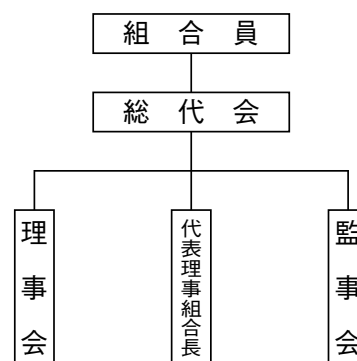 組合員
総代会
理事会
代表理事組合長
監事会